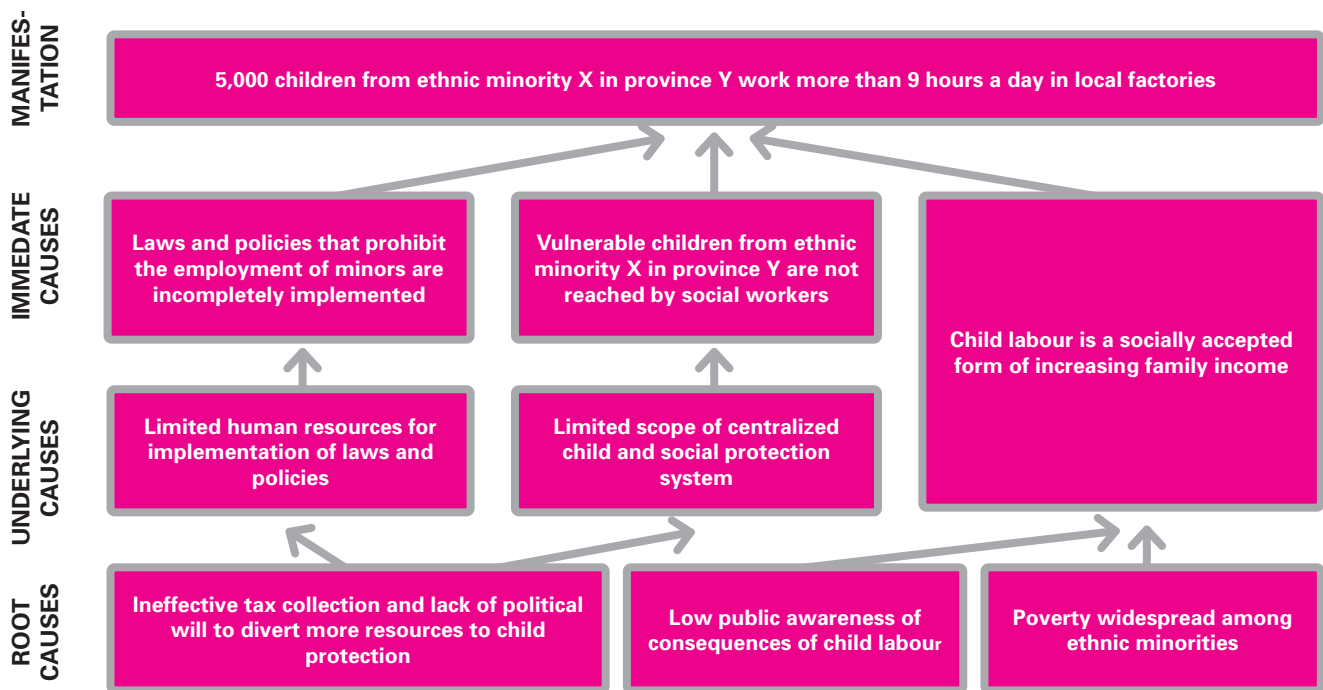 MANIFES-
TATION
5,000 children from ethnic minority X in province Y work more than 9 hours a day in local factories
IMMEDATE
CAUSES
Laws and policies that prohibit
the employment of minors are
incompletely implemented
Vulnerable children from ethnic
minority X in province Y are not
reached by social workers
Child labour is a socially accepted
form of increasing family income
UNDERLYING
CAUSES
Limited human resources for
implementation of laws and
policies
Limited scope of centralized
child and social protection
system
ROOT
CAUSES
Ineffective tax collection and lack of political
will to divert more resources to child
protection
Low public awareness of
consequences of child labour
Poverty widespread among
ethnic minorities